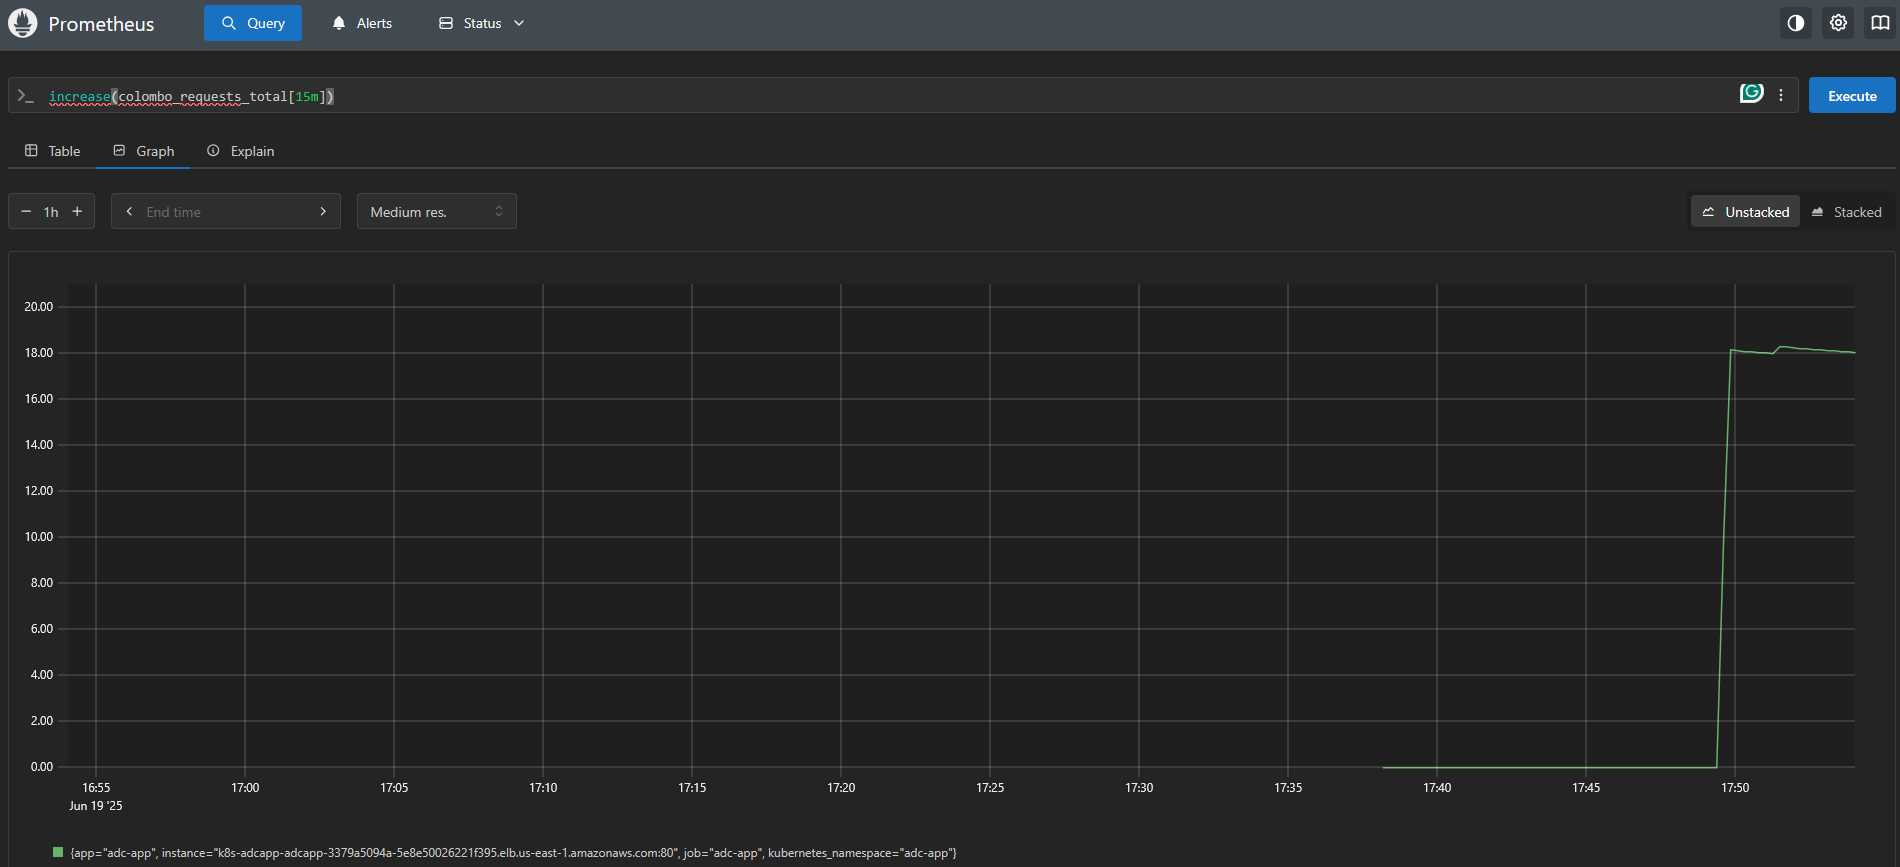 Prometheus Query Alerts Status
increase(colombo_requests_total[15m])
Execute
Table Graph Explain
1h End time Medium res. Unstacked Stacked
20.00
18.00
16.00
14.00
12.00
10.00
8.00
6.00
4.00
2.00
0.00
16:55 17:00 17:05 17:10 17:15 17:20 17:25 17:30 17:35 17:40 17:45 17:50
Jun 19 '25
{app="adc-app", instance="k8s-adcapp-adcapp-3379a5094a-5e8e50026221f395.elb.us-east-1.amazonaws.com:80", job="adc-app", kubernetes_namespace="adc-app"}